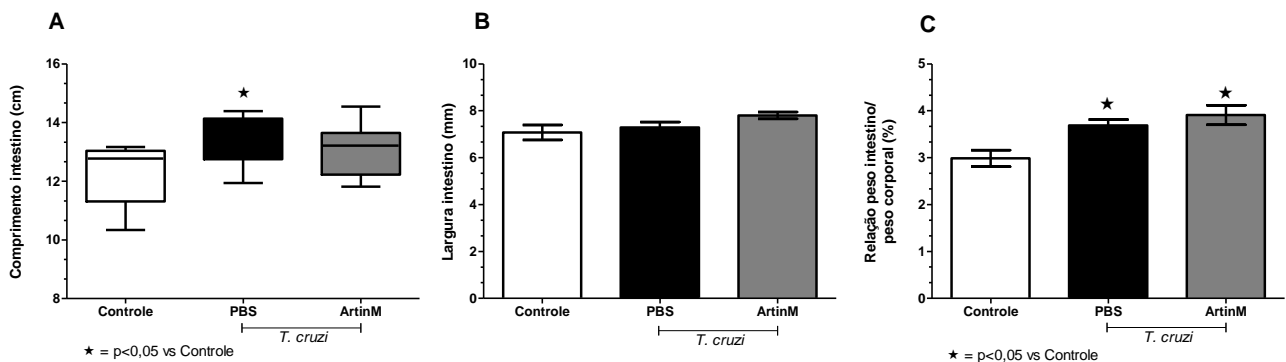 A
Comprimento intestino (cm)
16
14
12
10
8
Controle PBS ArtinM
T. cruzi
★ = p<0,05 vs Controle
B
Largura intestino (mm)
10
8
6
4
2
0
Controle PBS ArtinM
T. cruzi
C
Relação peso intestino/
peso corporal (%)
5
4
3
2
1
0
Controle PBS ArtinM
T. cruzi
★ = p<0,05 vs Controle